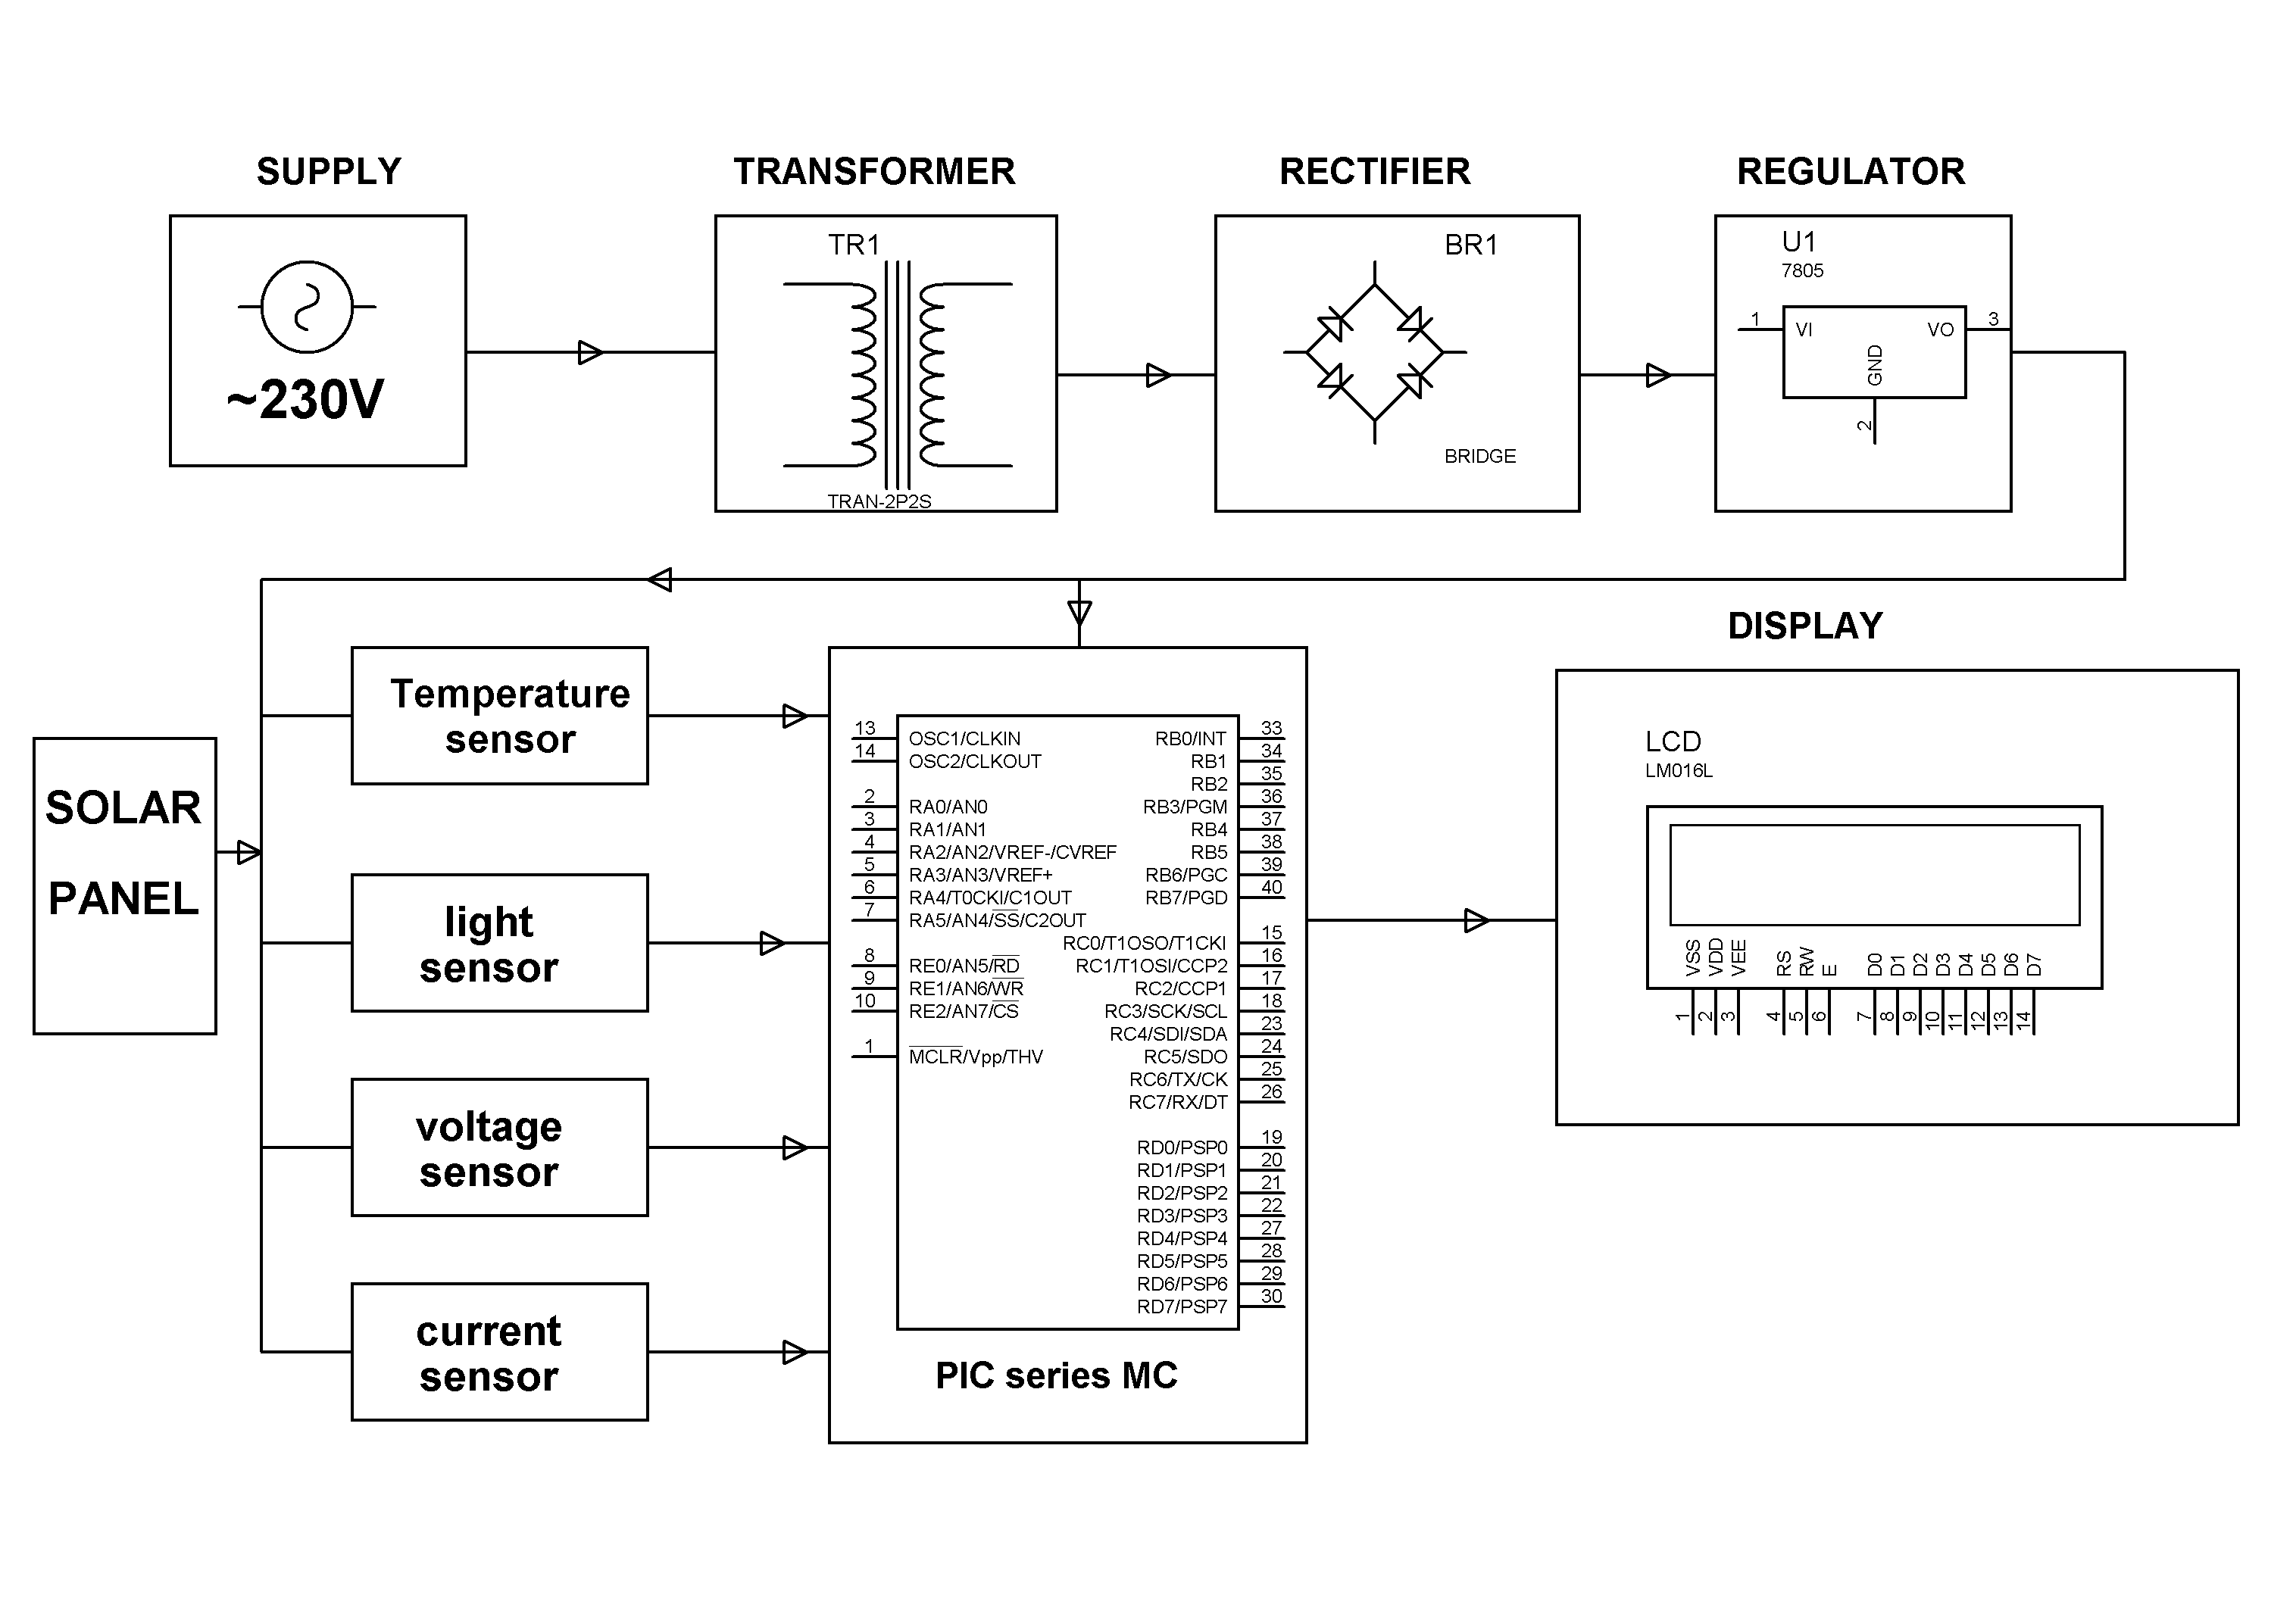 SUPPLY
TRANSFORMER
RECTIFIER
REGULATOR
~230V
TR1
TRAN-2P2S
BR1
BRIDGE
U1
7805
1
VI
VO
3
GND
2
SOLAR
PANEL
Temperature
sensor
light
sensor
voltage
sensor
current
sensor
13 OSC1/CLKIN
14 OSC2/CLKOUT
2 RA0/AN0
3 RA1/AN1
4 RA2/AN2/VREF-/CVREF
5 RA3/AN3/VREF+
6 RA4/T0CKI/C1OUT
7 RA5/AN4/SS/C2OUT
8 RE0/AN5/RD
9 RE1/AN6/WR
10 RE2/AN7/CS
1 MCLR/Vpp/THV
RB0/INT 33
RB1 34
RB2 35
RB3/PGM 36
RB4 37
RB5 38
RB6/PGC 39
RB7/PGD 40
RC0/T1OSO/T1CKI 15
RC1/T1OSI/CCP2 16
RC2/CCP1 17
RC3/SCK/SCL 18
RC4/SDI/SDA 23
RC5/SDO 24
RC6/TX/CK 25
RC7/RX/DT 26
RD0/PSP0 19
RD1/PSP1 20
RD2/PSP2 21
RD3/PSP3 22
RD4/PSP4 27
RD5/PSP5 28
RD6/PSP6 29
RD7/PSP7 30
PIC series MC
DISPLAY
LCD
LM016L
VSS VDD VEE RS RW E D0 D1 D2 D3 D4 D5 D6 D7
1 2 3 4 5 6 7 8 9 10 11 12 13 14